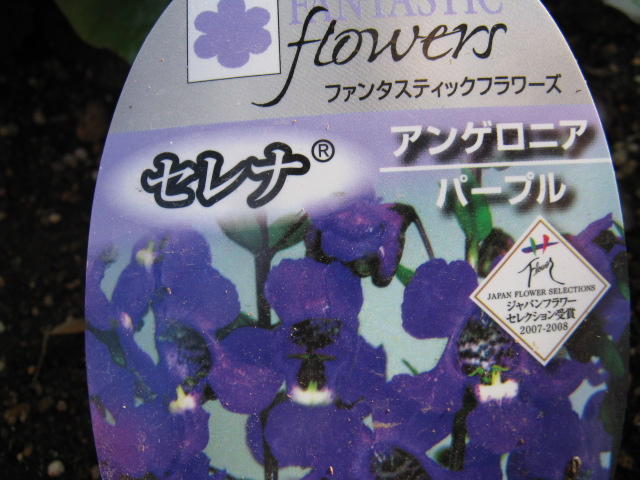 FANTASTIC
flowers
ファンタスティックフラワーズ
セレナ®
アンゲロニア
パープル
Flower
JAPAN FLOWER SELECTIONS
ジャパンフラワー
セレクション受賞
2007-2008